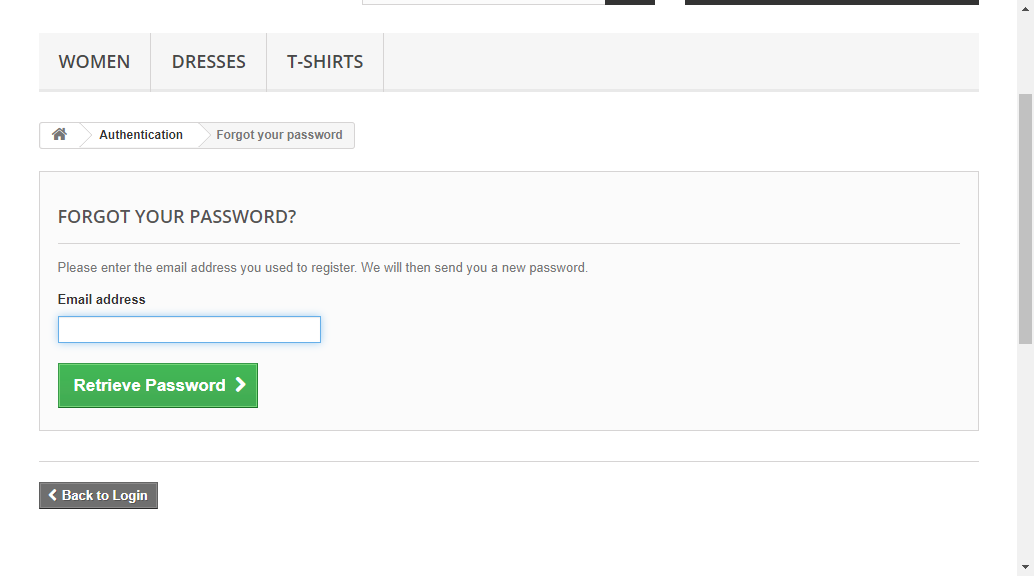 WOMEN DRESSES T-SHIRTS
Authentication Forgot your password
FORGOT YOUR PASSWORD?
Please enter the email address you used to register. We will then send you a new password.
Email address
Retrieve Password
Back to Login